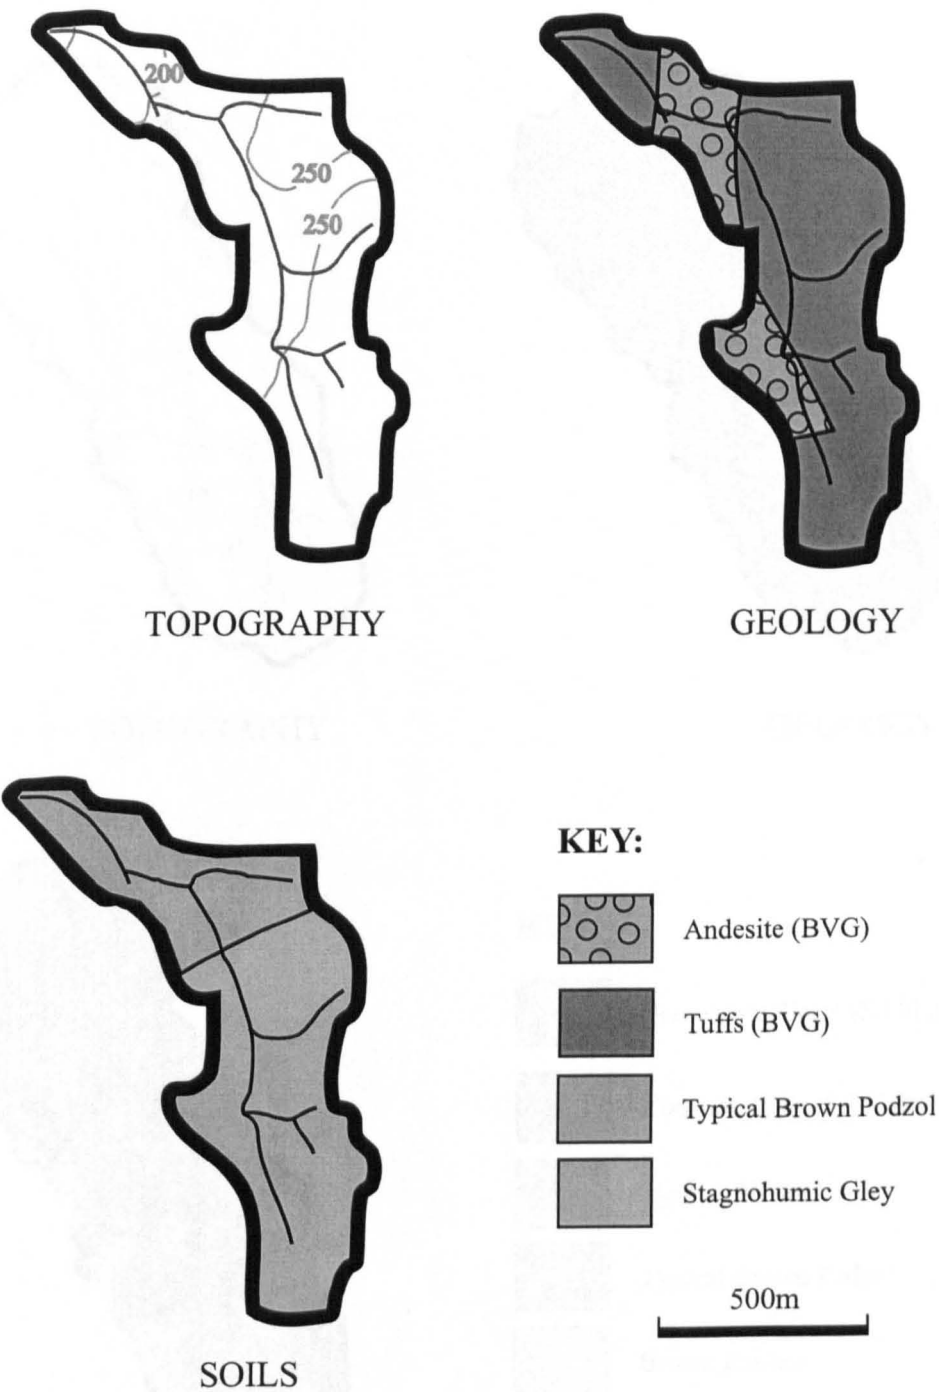 200
250
250
TOPOGRAPHY
GEOLOGY
KEY:
Andesite (BVG)
Tuffs (BVG)
Typical Brown Podzol
Stagnohumic Gley
500m
SOILS